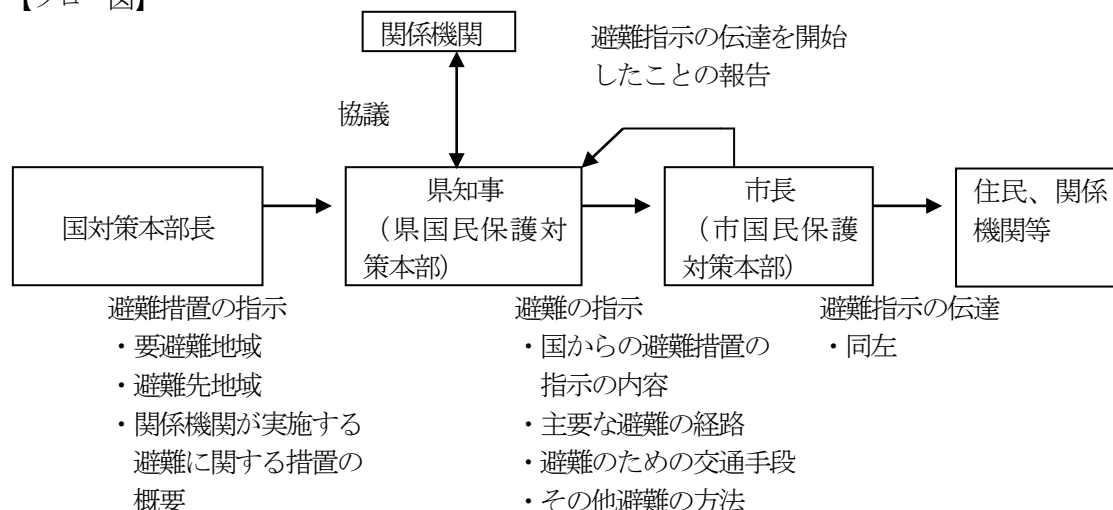 【フロー図】
関係機関
避難指示の伝達を開始
したことの報告
協議
国対策本部長
県知事
（県国民保護対
策本部）
市長
（市国民保護
対策本部）
住民、関係
機関等
避難措置の指示
・要避難地域
・避難先地域
・関係機関が実施する
避難に関する措置の
概要
避難の指示
・国からの避難措置の
指示の内容
・主要な避難の経路
・避難のための交通手段
・その他避難の方法
避難指示の伝達
・同左